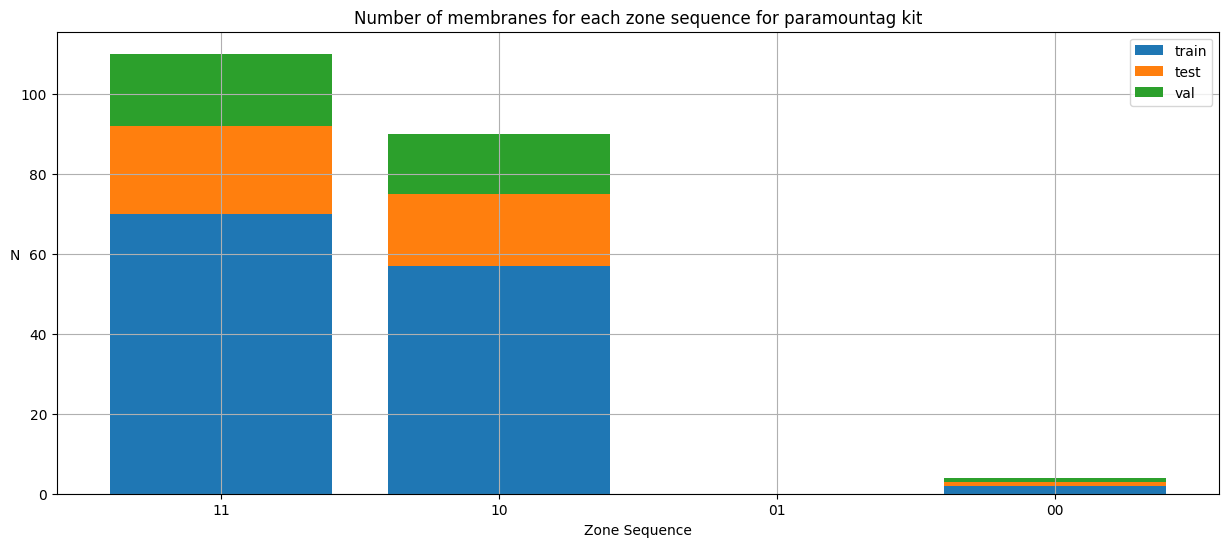 Number of membranes for each zone sequence for paramountag kit
train
test
val
100
80
N 60
40
20
0
11 10 01 00
Zone Sequence